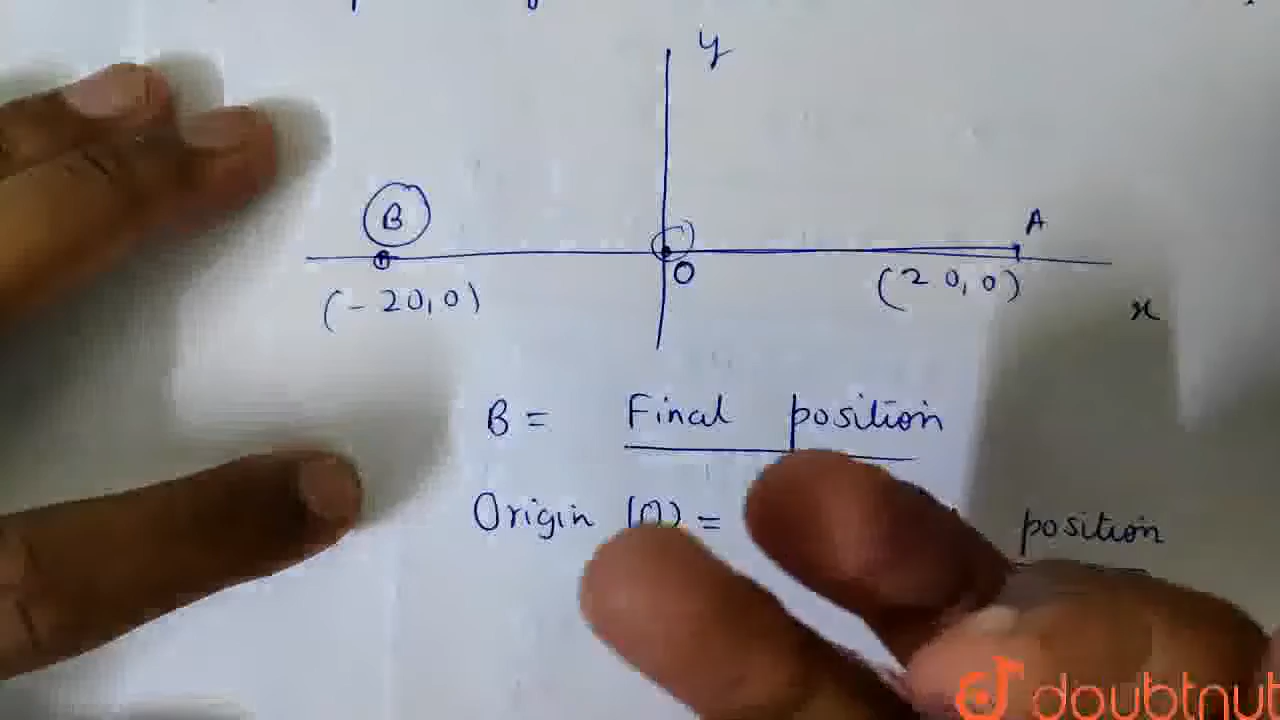 y
B A
O
(-20,0) (20,0)
x
B = Final position
Origin (O) = position
doubtnut